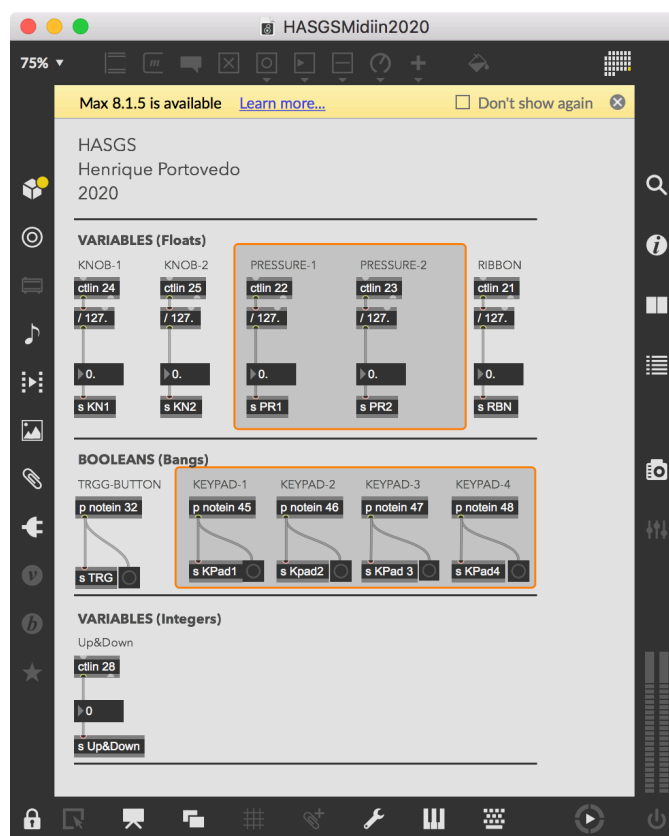 HASGSMidiin2020
75%
Max 8.1.5 is available Learn more... Don't show again
HASGS
Henrique Portovedo
2020
VARIABLES (Floats)
KNOB-1 KNOB-2 PRESSURE-1 PRESSURE-2 RIBBON
ctlin 24 ctlin 25 ctlin 22 ctlin 23 ctlin 21
/ 127. / 127. / 127. / 127. / 127.
0. 0. 0. 0. 0.
s KN1 s KN2 s PR1 s PR2 s RBN
BOOLEANS (Bangs)
TRGG-BUTTON KEYPAD-1 KEYPAD-2 KEYPAD-3 KEYPAD-4
p notein 32 p notein 45 p notein 46 p notein 47 p notein 48
s TRG s KPad1 s Kpad2 s KPad 3 s KPad4
VARIABLES (Integers)
Up&Down
ctlin 28
0
s Up&Down